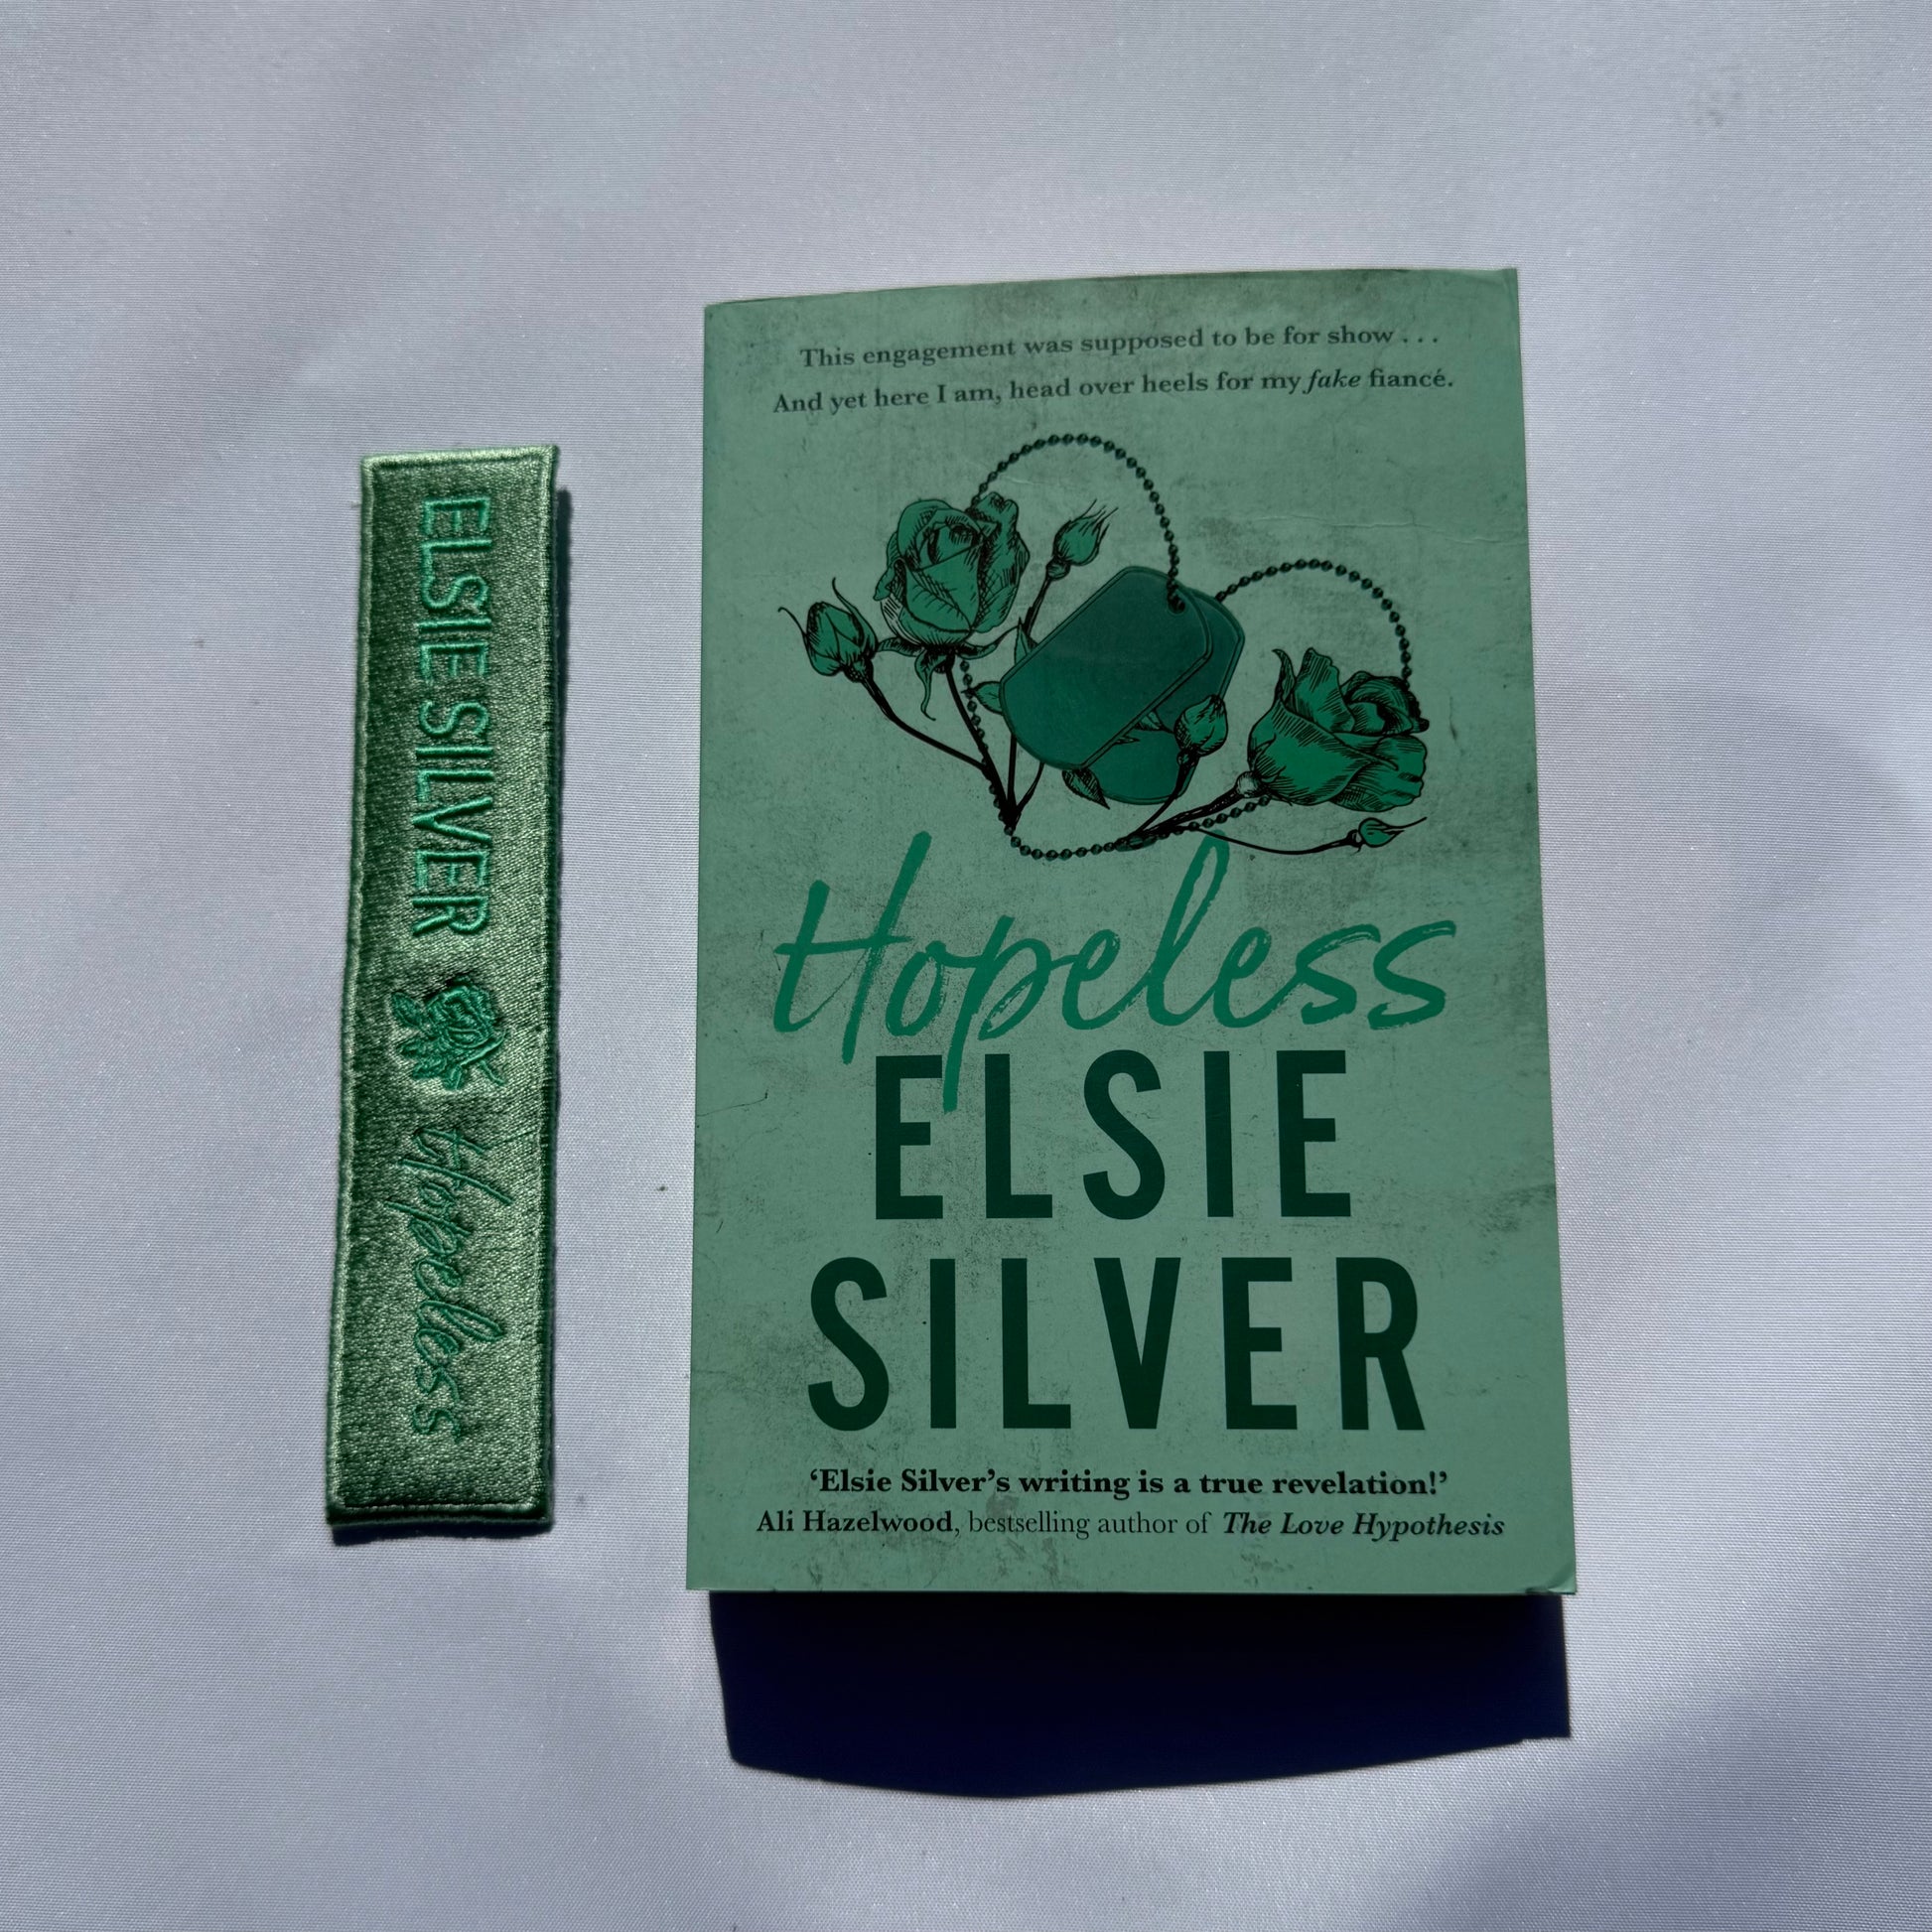 ELSIE SILVER Hopeless
This engagement was supposed to be for show . . .
And yet here I am, head over heels for my fake fiancé.
Hopeless
ELSIE
SILVER
‘Elsie Silver’s writing is a true revelation!’
Ali Hazelwood, bestselling author of The Love Hypothesis